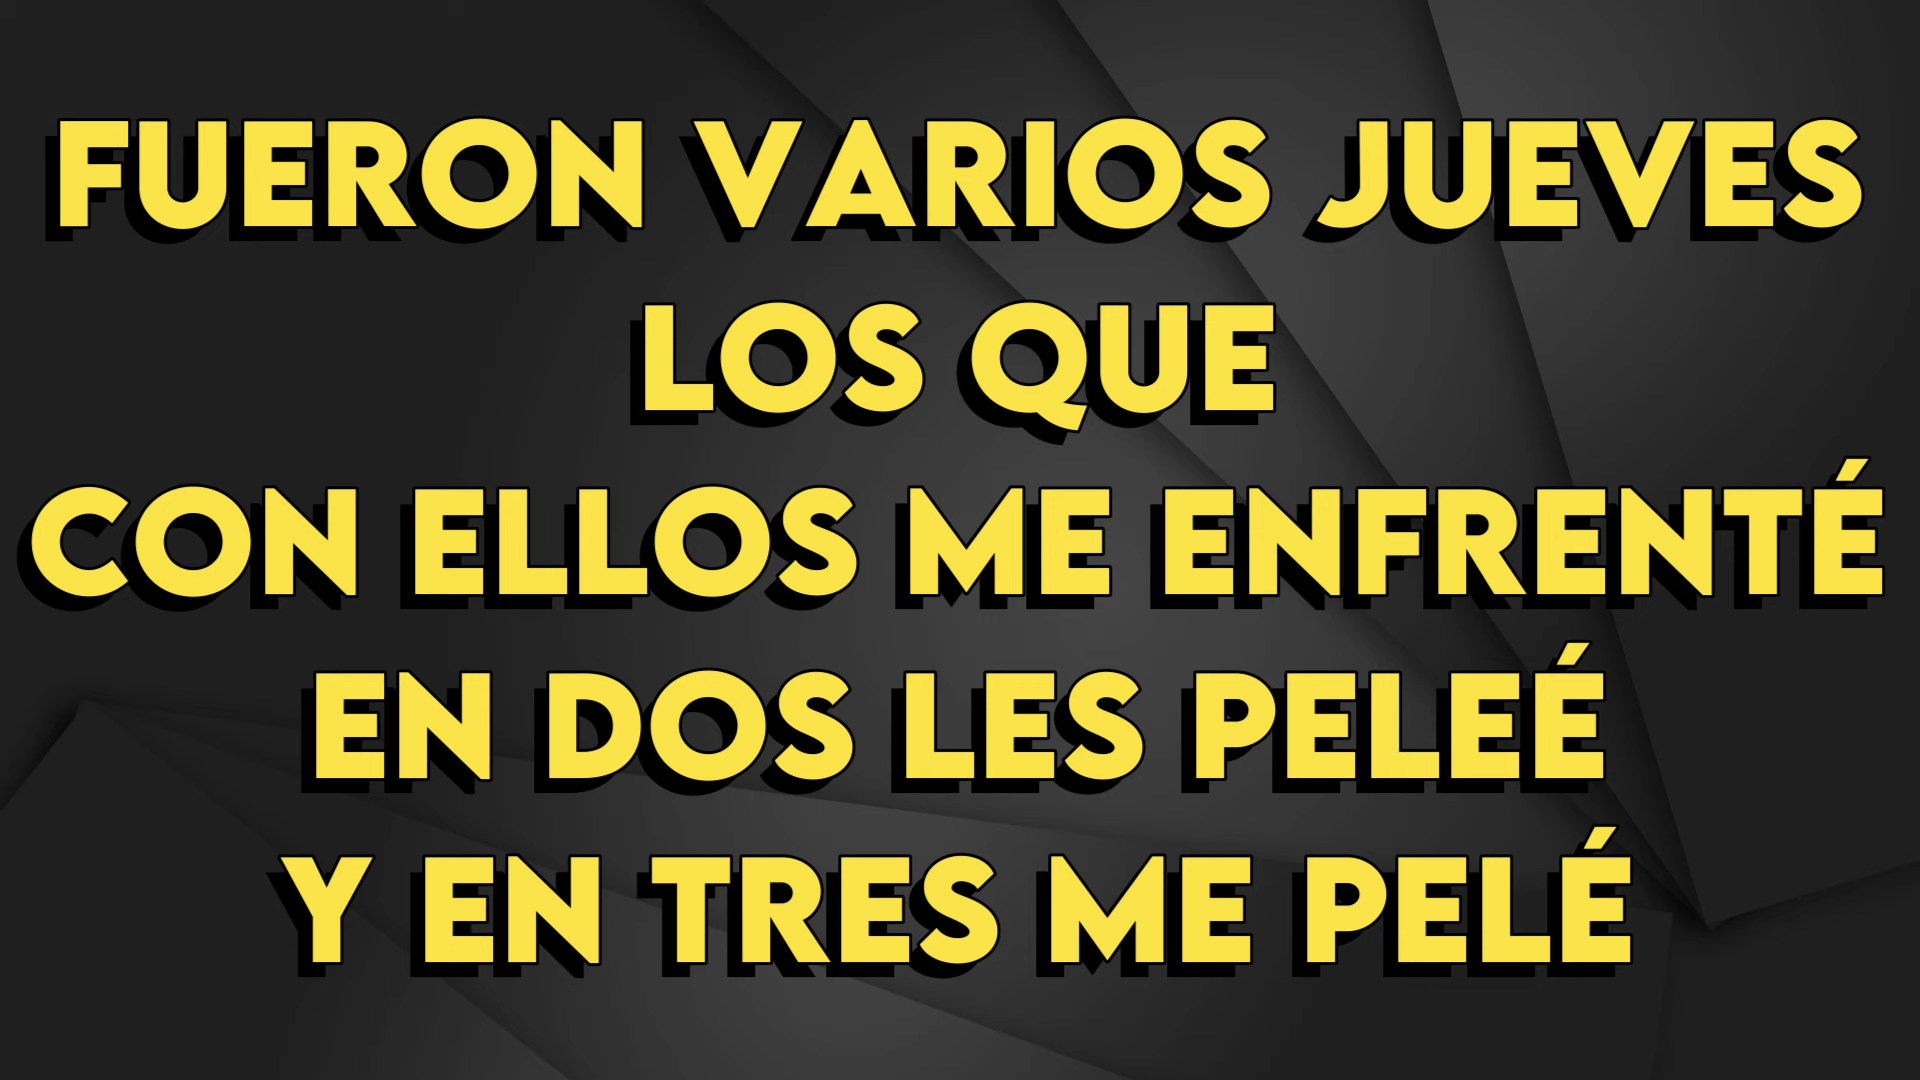 FUERON VARIOS JUEVES
LOS QUE
CON ELLOS ME ENFRENTÉ
EN DOS LES PELEÉ
Y EN TRES ME PELÉ